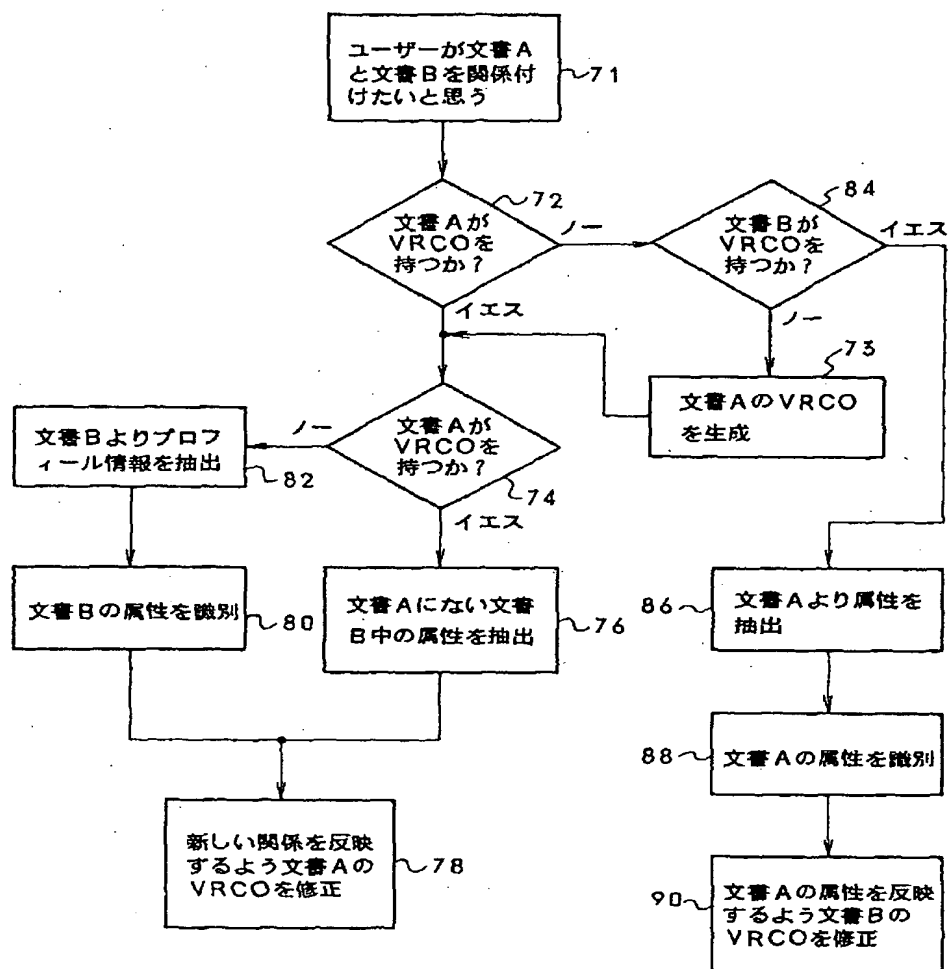 ユーザーが文書A
と文書Bを関係付
けたいと思う
71
文書Aが
VRCOを
持つか?
72
ノー
イエス
文書Bが
VRCOを
持つか?
84
イエス
ノー
文書AのVRCO
を生成
73
文書Aが
VRCOを
持つか?
74
ノー
イエス
文書Bよりプロフ
ィール情報を抽出
82
文書Bの属性を識別
80
文書Aにない文書
B中の属性を抽出
76
新しい関係を反映
するよう文書Aの
VRCOを修正
78
文書Aより属性を
抽出
86
文書Aの属性を識別
88
文書Aの属性を反映
するよう文書Bの
VRCOを修正
90